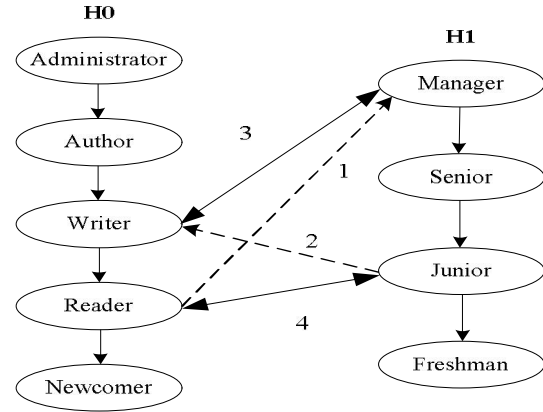 H0
H1
Administrator
Manager
Author
3
1
Senior
Writer
2
Junior
Reader
4
Freshman
Newcomer